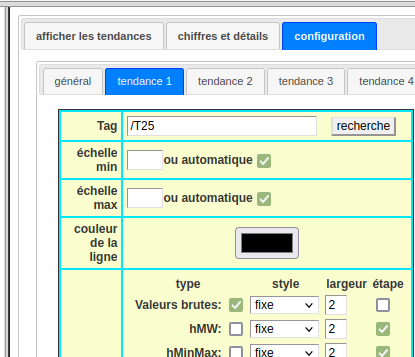 afficher les tendances chiffres et détails configuration
général tendance 1 tendance 2 tendance 3 tendance 4
Tag /T25 recherche
échelle
min ou automatique
échelle
max ou automatique
couleur
de la
ligne
type style largeur étape
Valeurs brutes: fixe 2
hMW: fixe 2
hMinMax: fixe 2